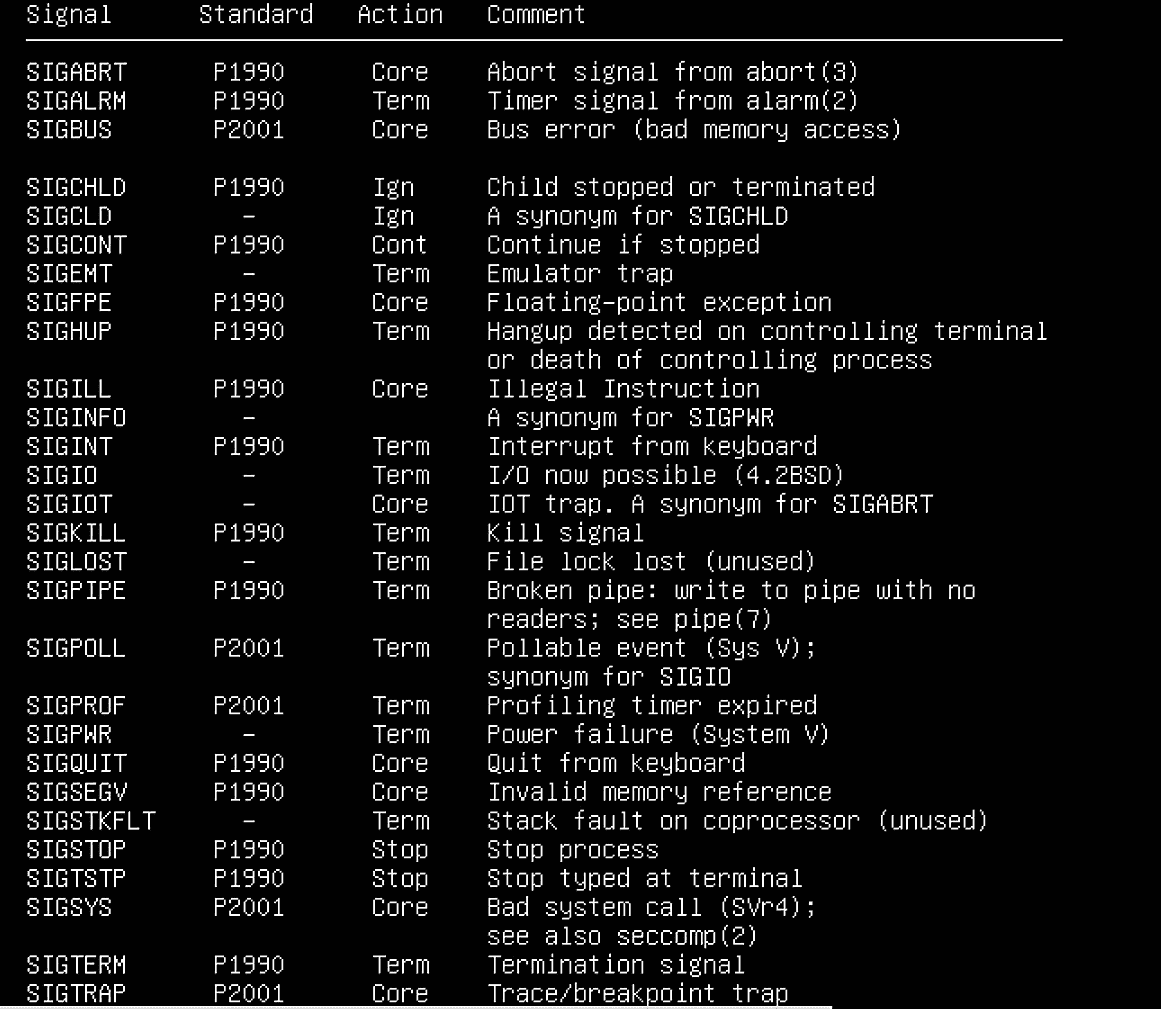 Signal Standard Action Comment
SIGABRT P1990 Core Abort signal from abort(3)
SIGALRM P1990 Term Timer signal from alarm(2)
SIGBUS P2001 Core Bus error (bad memory access)
SIGCHLD P1990 Ign Child stopped or terminated
SIGCLD – Ign A synonym for SIGCHLD
SIGCONT P1990 Cont Continue if stopped
SIGEMT – Term Emulator trap
SIGFPE P1990 Core Floating-point exception
SIGHUP P1990 Term Hangup detected on controlling terminal
or death of controlling process
SIGILL P1990 Core Illegal Instruction
SIGINFO – A synonym for SIGPWR
SIGINT P1990 Term Interrupt from keyboard
SIGIO – Term I/O now possible (4.2BSD)
SIGIOT – Core IOT trap. A synonym for SIGABRT
SIGKILL P1990 Term Kill signal
SIGLOST – Term File lock lost (unused)
SIGPIPE P1990 Term Broken pipe: write to pipe with no
readers; see pipe(7)
SIGPOLL P2001 Term Pollable event (Sys V);
synonym for SIGIO
SIGPROF P2001 Term Profiling timer expired
SIGPWR – Term Power failure (System V)
SIGQUIT P1990 Core Quit from keyboard
SIGSEGV P1990 Core Invalid memory reference
SIGSTKFLT – Term Stack fault on coprocessor (unused)
SIGSTOP P1990 Stop Stop process
SIGTSTP P1990 Stop Stop typed at terminal
SIGSYS P2001 Core Bad system call (SVr4);
see also seccomp(2)
SIGTERM P1990 Term Termination signal
SIGTRAP P2001 Core Trace/breakpoint trap